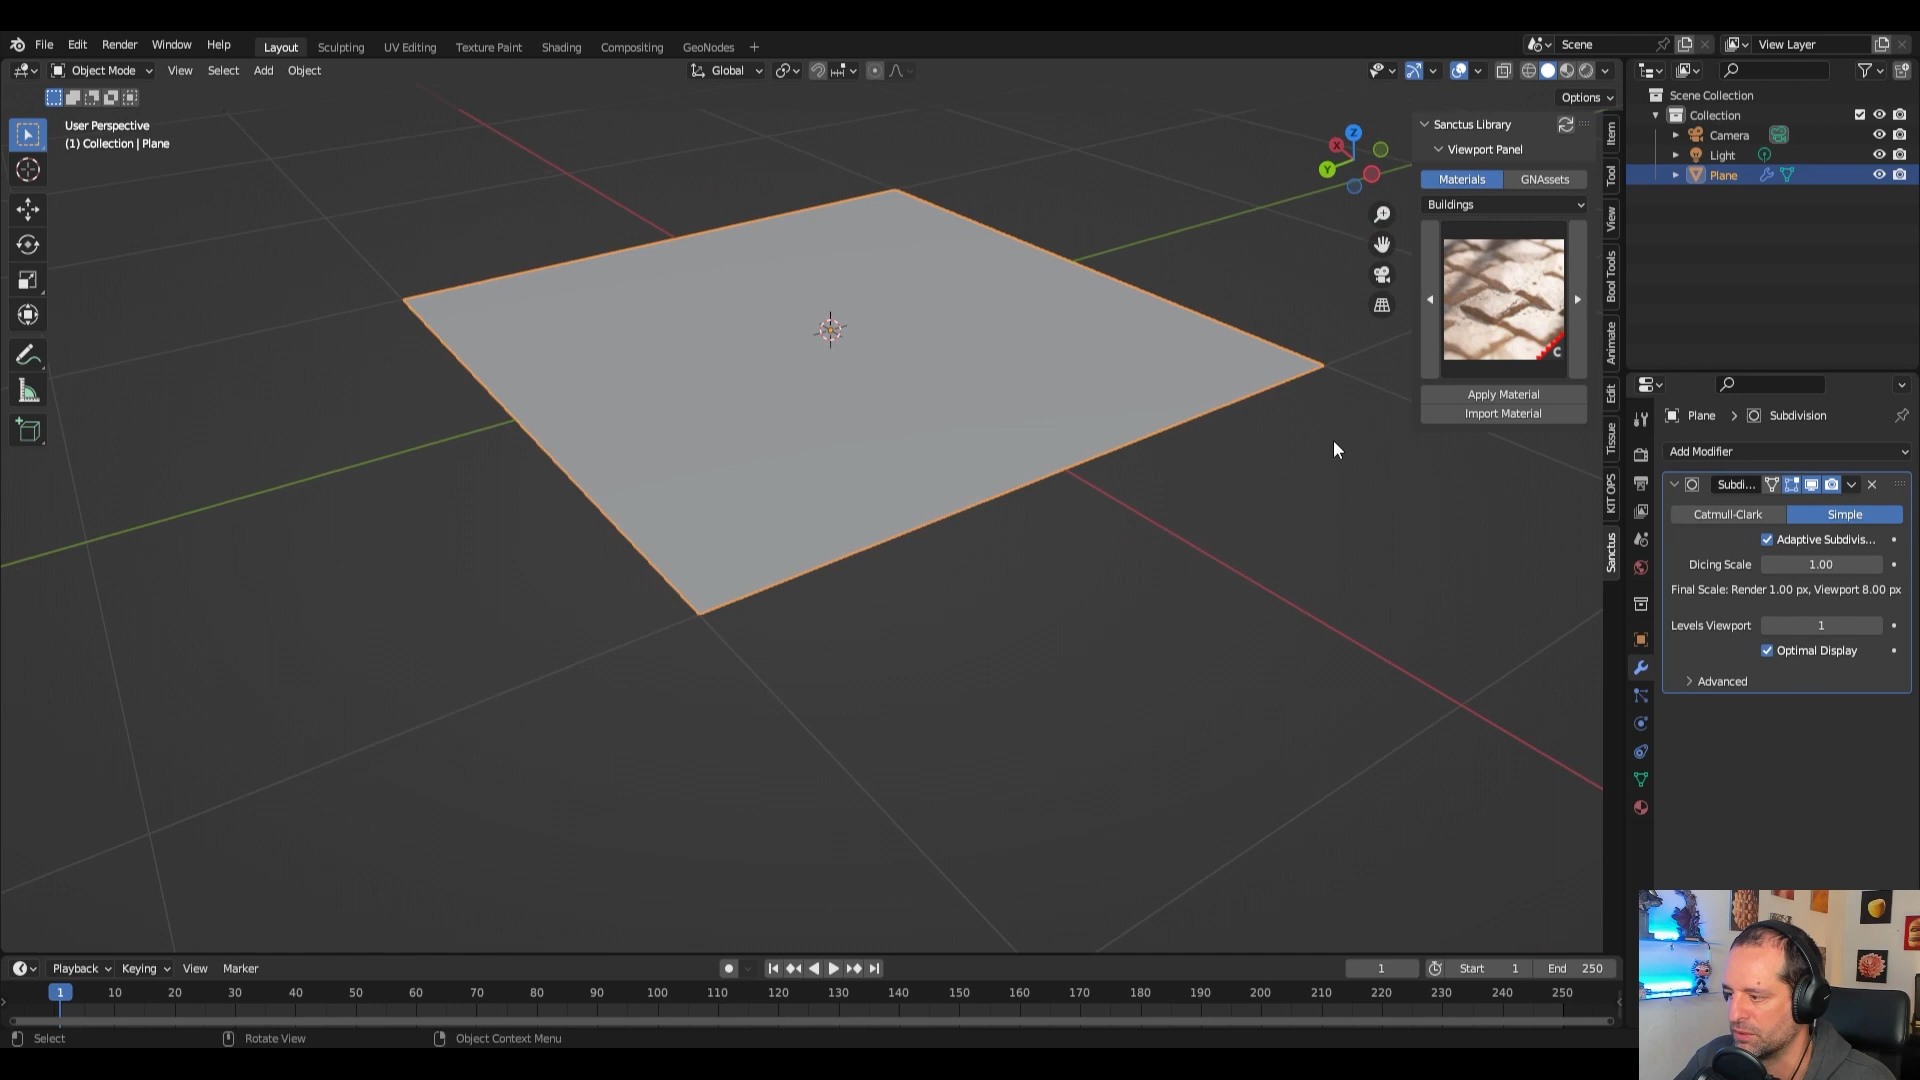 File Edit Render Window Help Layout Sculpting UV Editing Texture Paint Shading Compositing GeoNodes + Scene View Layer
Object Mode View Select Add Object Global
Options
User Perspective
(1) Collection | Plane
Z
X
Y
Sanctus Library
Viewport Panel
Materials GNAssets
Buildings
C
Apply Material
Import Material
Item
Tool
View
Bool Tools
Animate
Edit
Tissue
KIT OPS
Sanctus
Scene Collection
Collection
Camera
Light
Plane
Plane > Subdivision
Add Modifier
Subdi...
Catmull-Clark Simple
Adaptive Subdivis...
Dicing Scale 1.00
Final Scale: Render 1.00 px, Viewport 8.00 px
Levels Viewport 1
Optimal Display
Advanced
Playback Keying View Marker 1 Start 1 End 250
1 10 20 30 40 50 60 70 80 90 100 110 120 130 140 150 160 170 180 190 200 210 220 230 240 250
Select Rotate View Object Context Menu